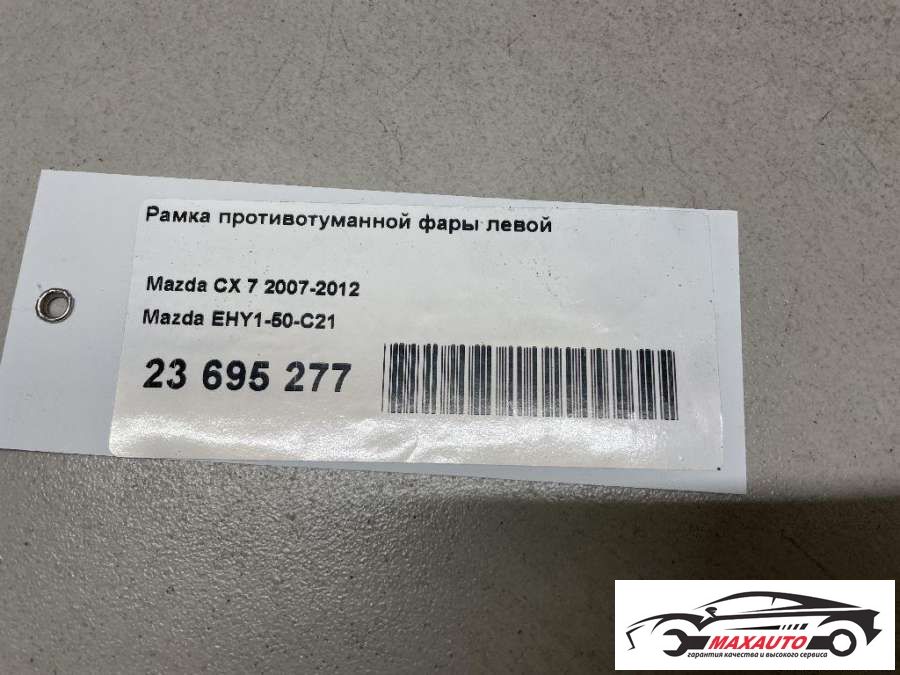 Рамка противотуманной фары левой
Mazda CX 7 2007-2012
Mazda EHY1-50-C21
23 695 277
MAXAUTO
гарантия качества и высокого сервиса